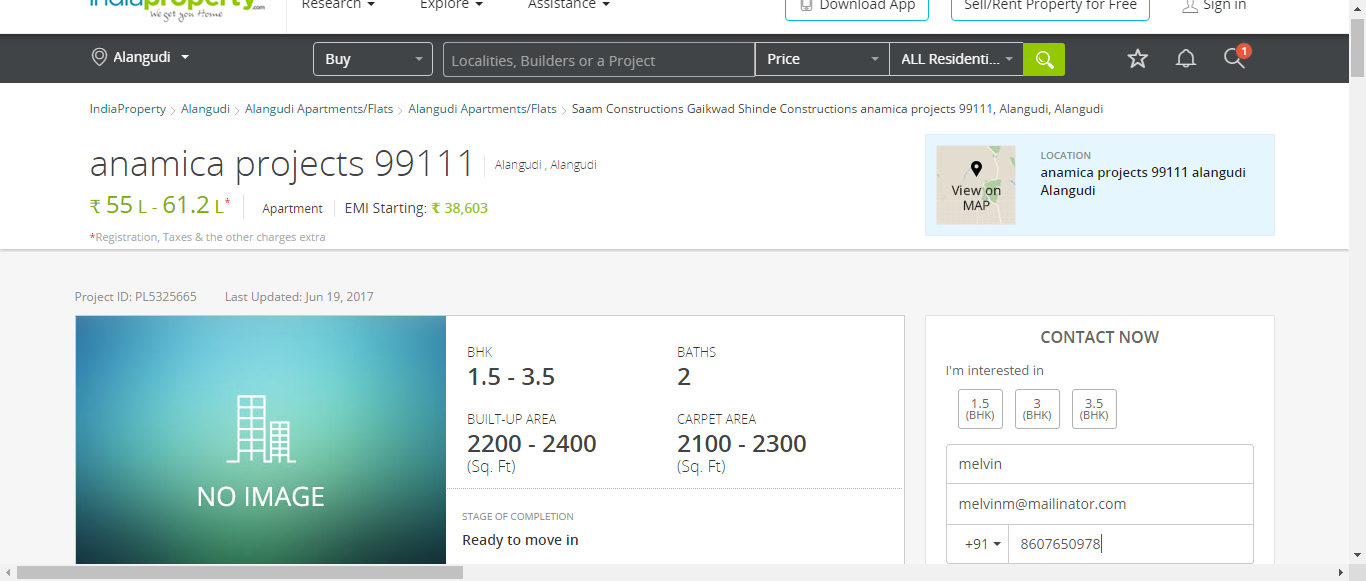 indiaproperty.com
We get you Home
Research
Explore
Assistance
Download App
Sell/Rent Property for Free
Sign in
Alangudi
Buy
Localities, Builders or a Project
Price
ALL Residenti...
1
IndiaProperty > Alangudi > Alangudi Apartments/Flats > Alangudi Apartments/Flats > Saam Constructions Gaikwad Shinde Constructions anamica projects 99111, Alangudi, Alangudi
anamica projects 99111
Alangudi , Alangudi
₹ 55 L - 61.2 L*
Apartment
EMI Starting: ₹ 38,603
*Registration, Taxes & the other charges extra
View on
MAP
LOCATION
anamica projects 99111 alangudi
Alangudi
Project ID: PL5325665
Last Updated: Jun 19, 2017
NO IMAGE
BHK
1.5 - 3.5
BATHS
2
BUILT-UP AREA
2200 - 2400
(Sq. Ft)
CARPET AREA
2100 - 2300
(Sq. Ft)
STAGE OF COMPLETION
Ready to move in
CONTACT NOW
I'm interested in
1.5
(BHK)
3
(BHK)
3.5
(BHK)
melvin
melvinm@mailinator.com
+91
8607650978